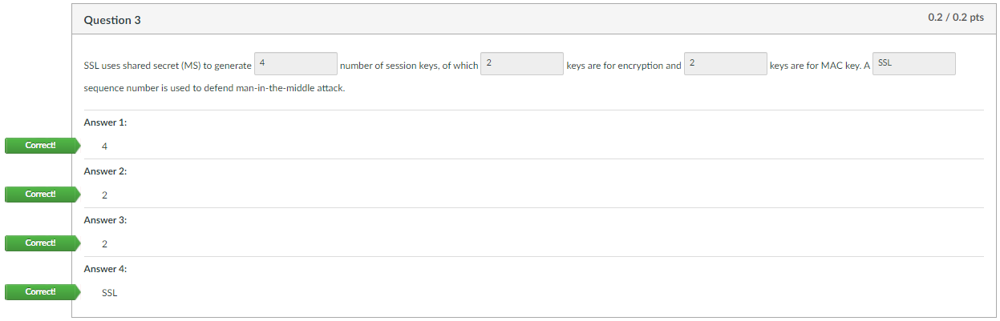 Question 3 0.2 / 0.2 pts
SSL uses shared secret (MS) to generate 4 number of session keys, of which 2 keys are for encryption and 2 keys are for MAC key. A SSL
sequence number is used to defend man-in-the-middle attack.
Answer 1:
Correct! 4
Answer 2:
Correct! 2
Answer 3:
Correct! 2
Answer 4:
Correct! SSL